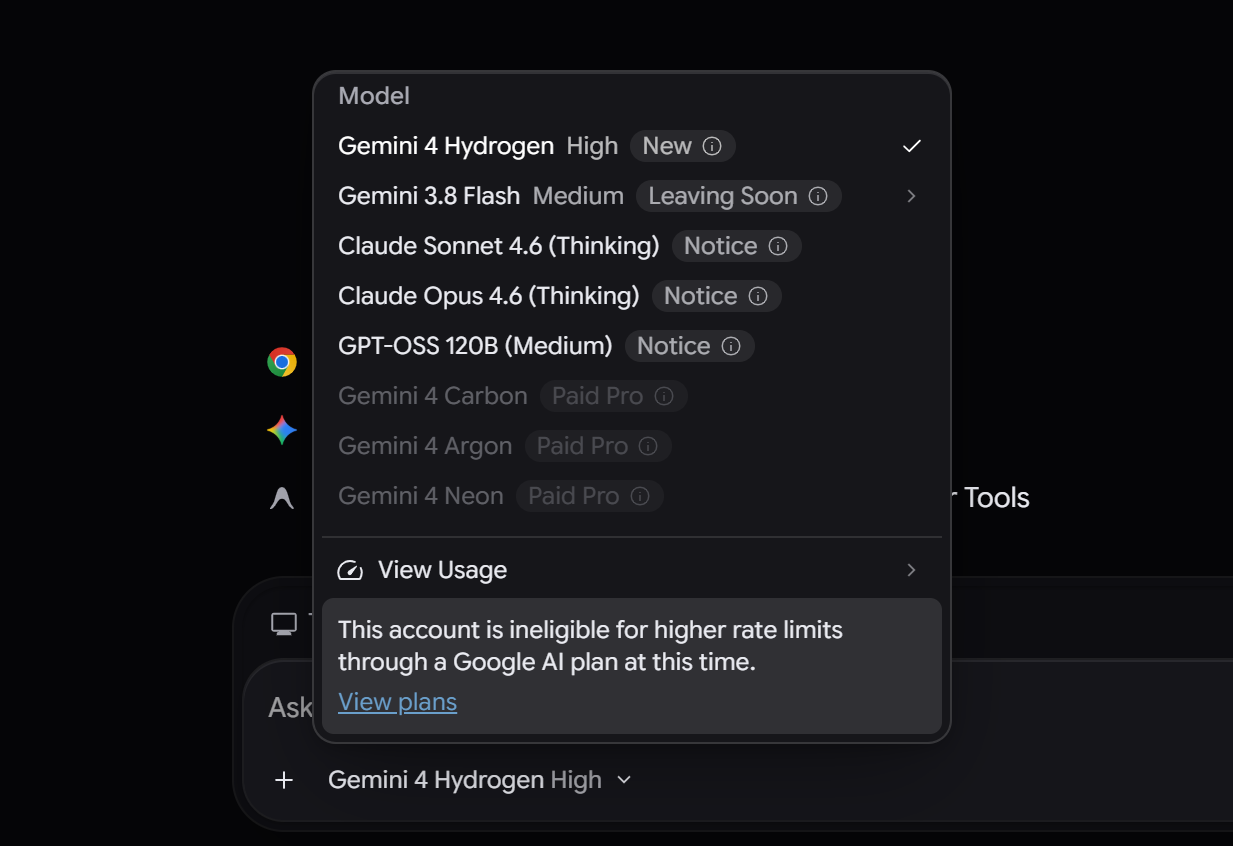 Model
Gemini 4 Hydrogen High New
Gemini 3.8 Flash Medium Leaving Soon
Claude Sonnet 4.6 (Thinking) Notice
Claude Opus 4.6 (Thinking) Notice
GPT-OSS 120B (Medium) Notice
Gemini 4 Carbon Paid Pro
Gemini 4 Argon Paid Pro
Gemini 4 Neon Paid Pro
r Tools
View Usage
This account is ineligible for higher rate limits
through a Google AI plan at this time.
View plans
Ask
Gemini 4 Hydrogen High